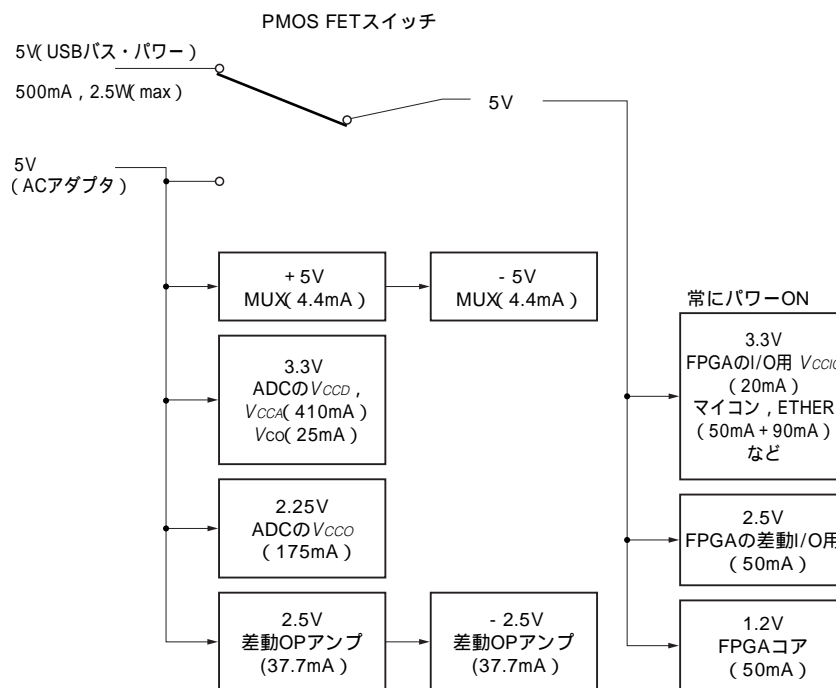 PMOS FETスイッチ
5V(USBバス・パワー)
500mA,2.5W(max)
5V
5V
(ACアダプタ)
+5V
MUX(4.4mA)
-5V
MUX(4.4mA)
3.3V
ADCのVCCD,
VCCA(410mA)
VCO(25mA)
2.25V
ADCのVCCO
(175mA)
2.5V
差動OPアンプ
(37.7mA)
-2.5V
差動OPアンプ
(37.7mA)
常にパワーON
3.3V
FPGAのI/O用 VCCIO
(20mA)
マイコン,ETHER
(50mA+90mA)
など
2.5V
FPGAの差動I/O用
(50mA)
1.2V
FPGAコア
(50mA)